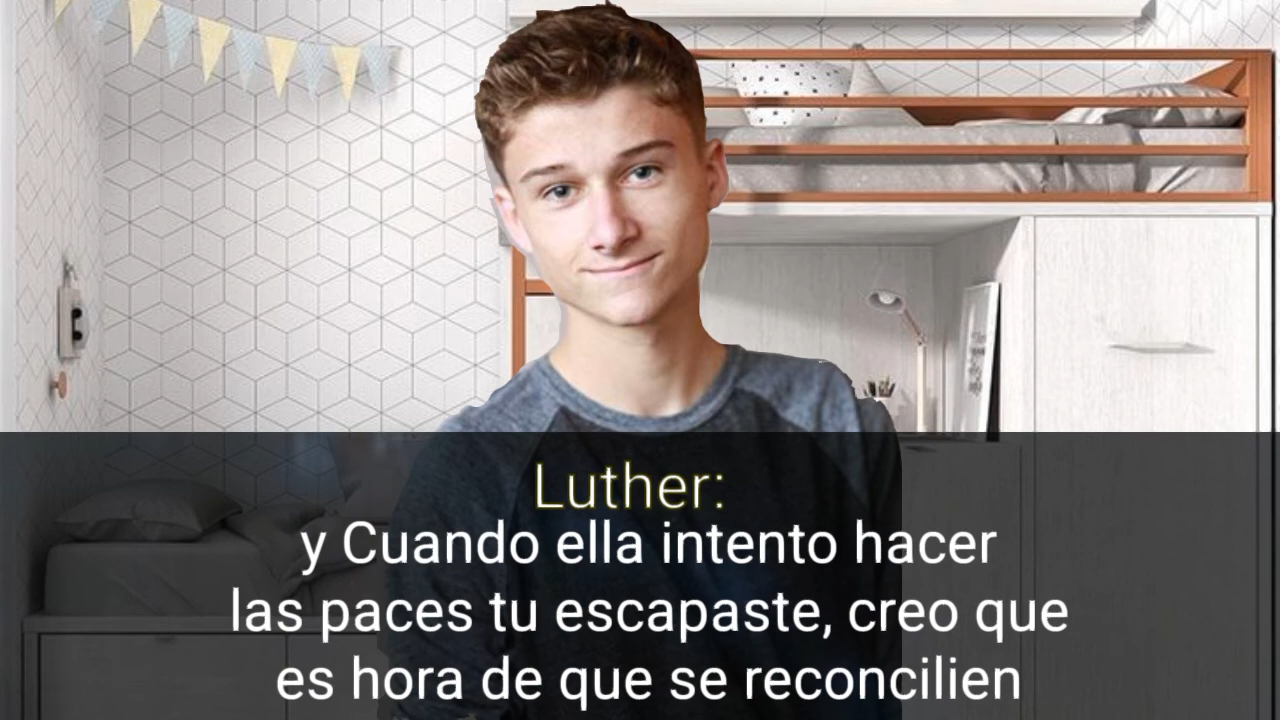 Luther:
y Cuando ella intento hacer
las paces tu escapaste, creo que
es hora de que se reconcilien